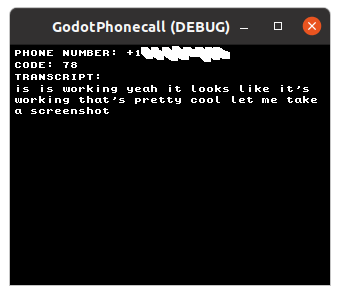 GodotPhonecall (DEBUG)
PHONE NUMBER: +1
CODE: 78
TRANSCRIPT:
is is working yeah it looks like it's
working that's pretty cool let me take
a screenshot